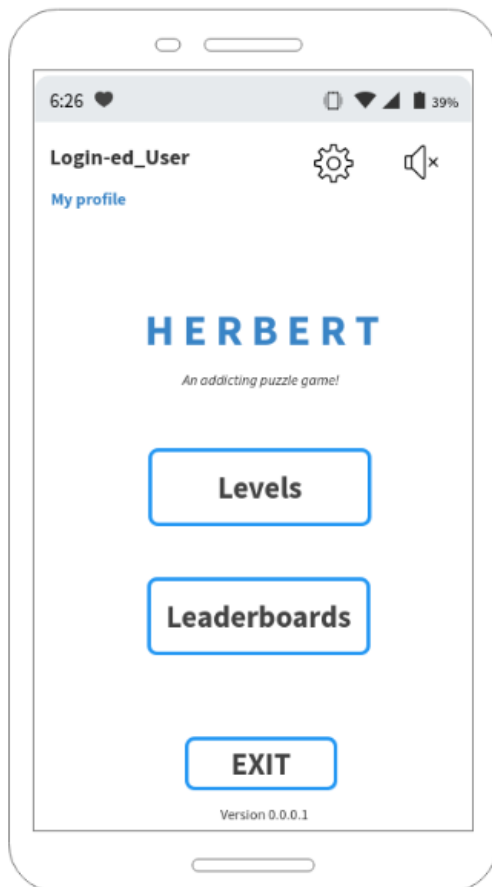 6:26 39%
Login-ed_User
My profile
HERBERT
An addicting puzzle game!
Levels
Leaderboards
EXIT
Version 0.0.0.1